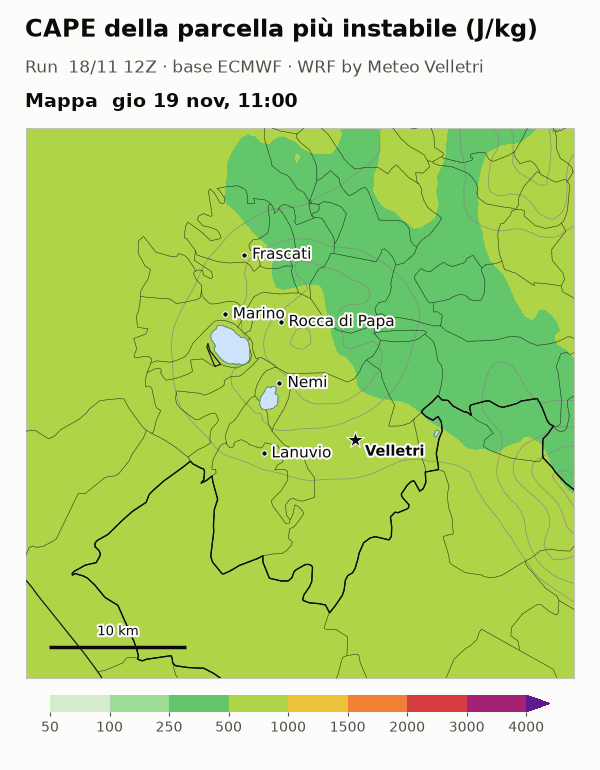 CAPE della parcella più instabile (J/kg)
Run  18/11 12Z · base ECMWF · WRF by Meteo Velletri
Mappa  gio 19 nov, 11:00
Frascati
Marino
Rocca di Papa
Nemi
Velletri
Lanuvio
10 km
50 100 250 500 1000 1500 2000 3000 4000